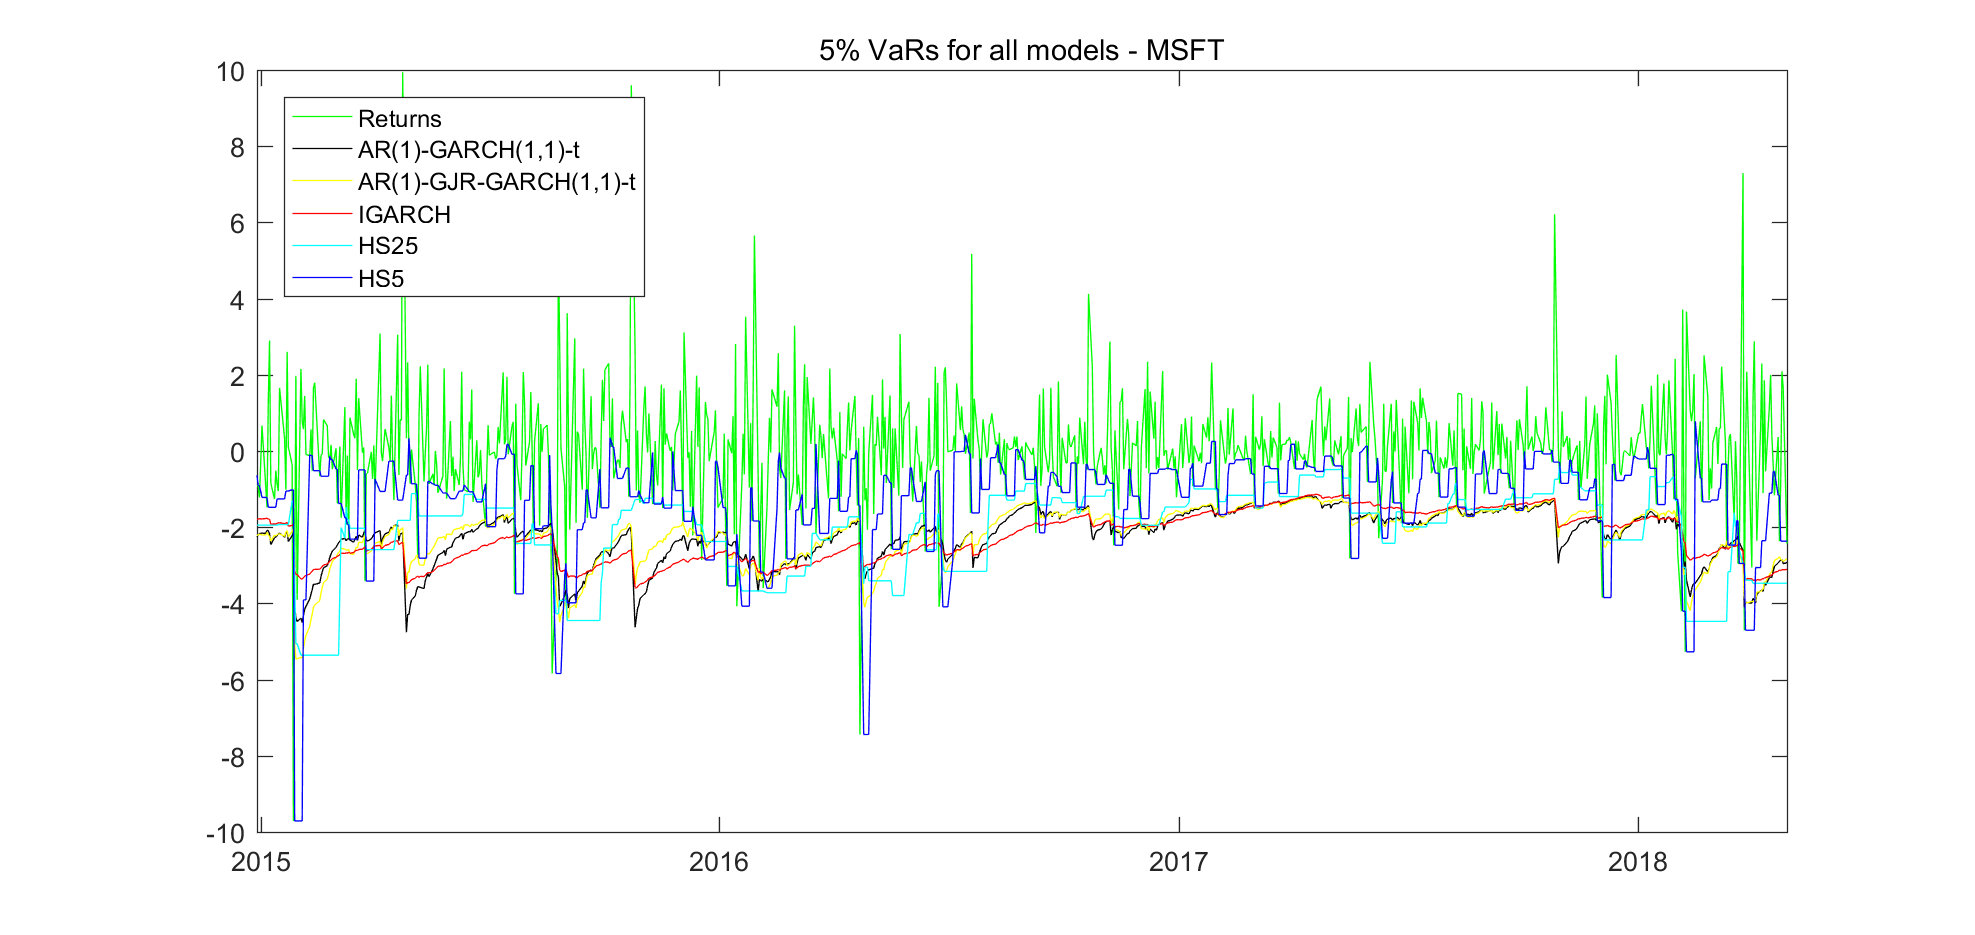 5% VaRs for all models - MSFT
10
8
6
4
2
0
-2
-4
-6
-8
-10
Returns
AR(1)-GARCH(1,1)-t
AR(1)-GJR-GARCH(1,1)-t
IGARCH
HS25
HS5
2015 2016 2017 2018